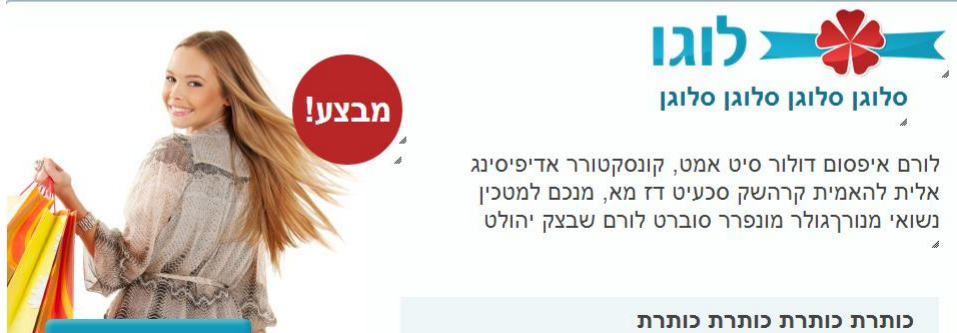 לוגו
סלוגן סלוגן סלוגן סלוגן
מבצע!
לורם איפסום דולור סיט אמט, קונסקטורר אדיפיסינג
אלית להאמית קרהשק סכעיט דז מא, מנכם למטכין
נשואי מנורךגולר מונפרר סוברט לורם שבצק יהולט
כותרת כותרת כותרת כותרת